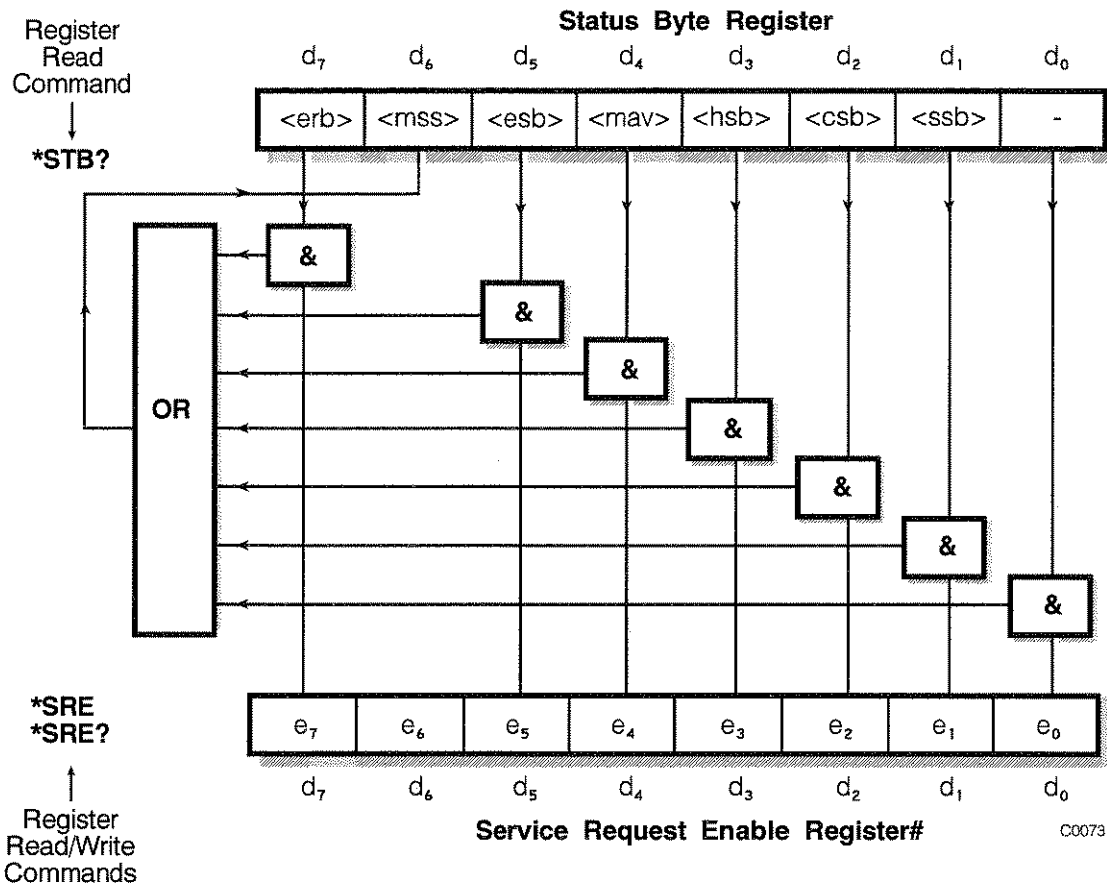 Status Byte Register
Register
Read
Command
d₇ d₆ d₅ d₄ d₃ d₂ d₁ d₀
<erb> <mss> <esb> <mav> <hsb> <csb> <ssb> -
*STB?
&
&
&
OR
&
&
&
&
*SRE
*SRE?
e₇ e₆ e₅ e₄ e₃ e₂ e₁ e₀
d₇ d₆ d₅ d₄ d₃ d₂ d₁ d₀
Register
Read/Write
Commands
Service Request Enable Register#
C0073